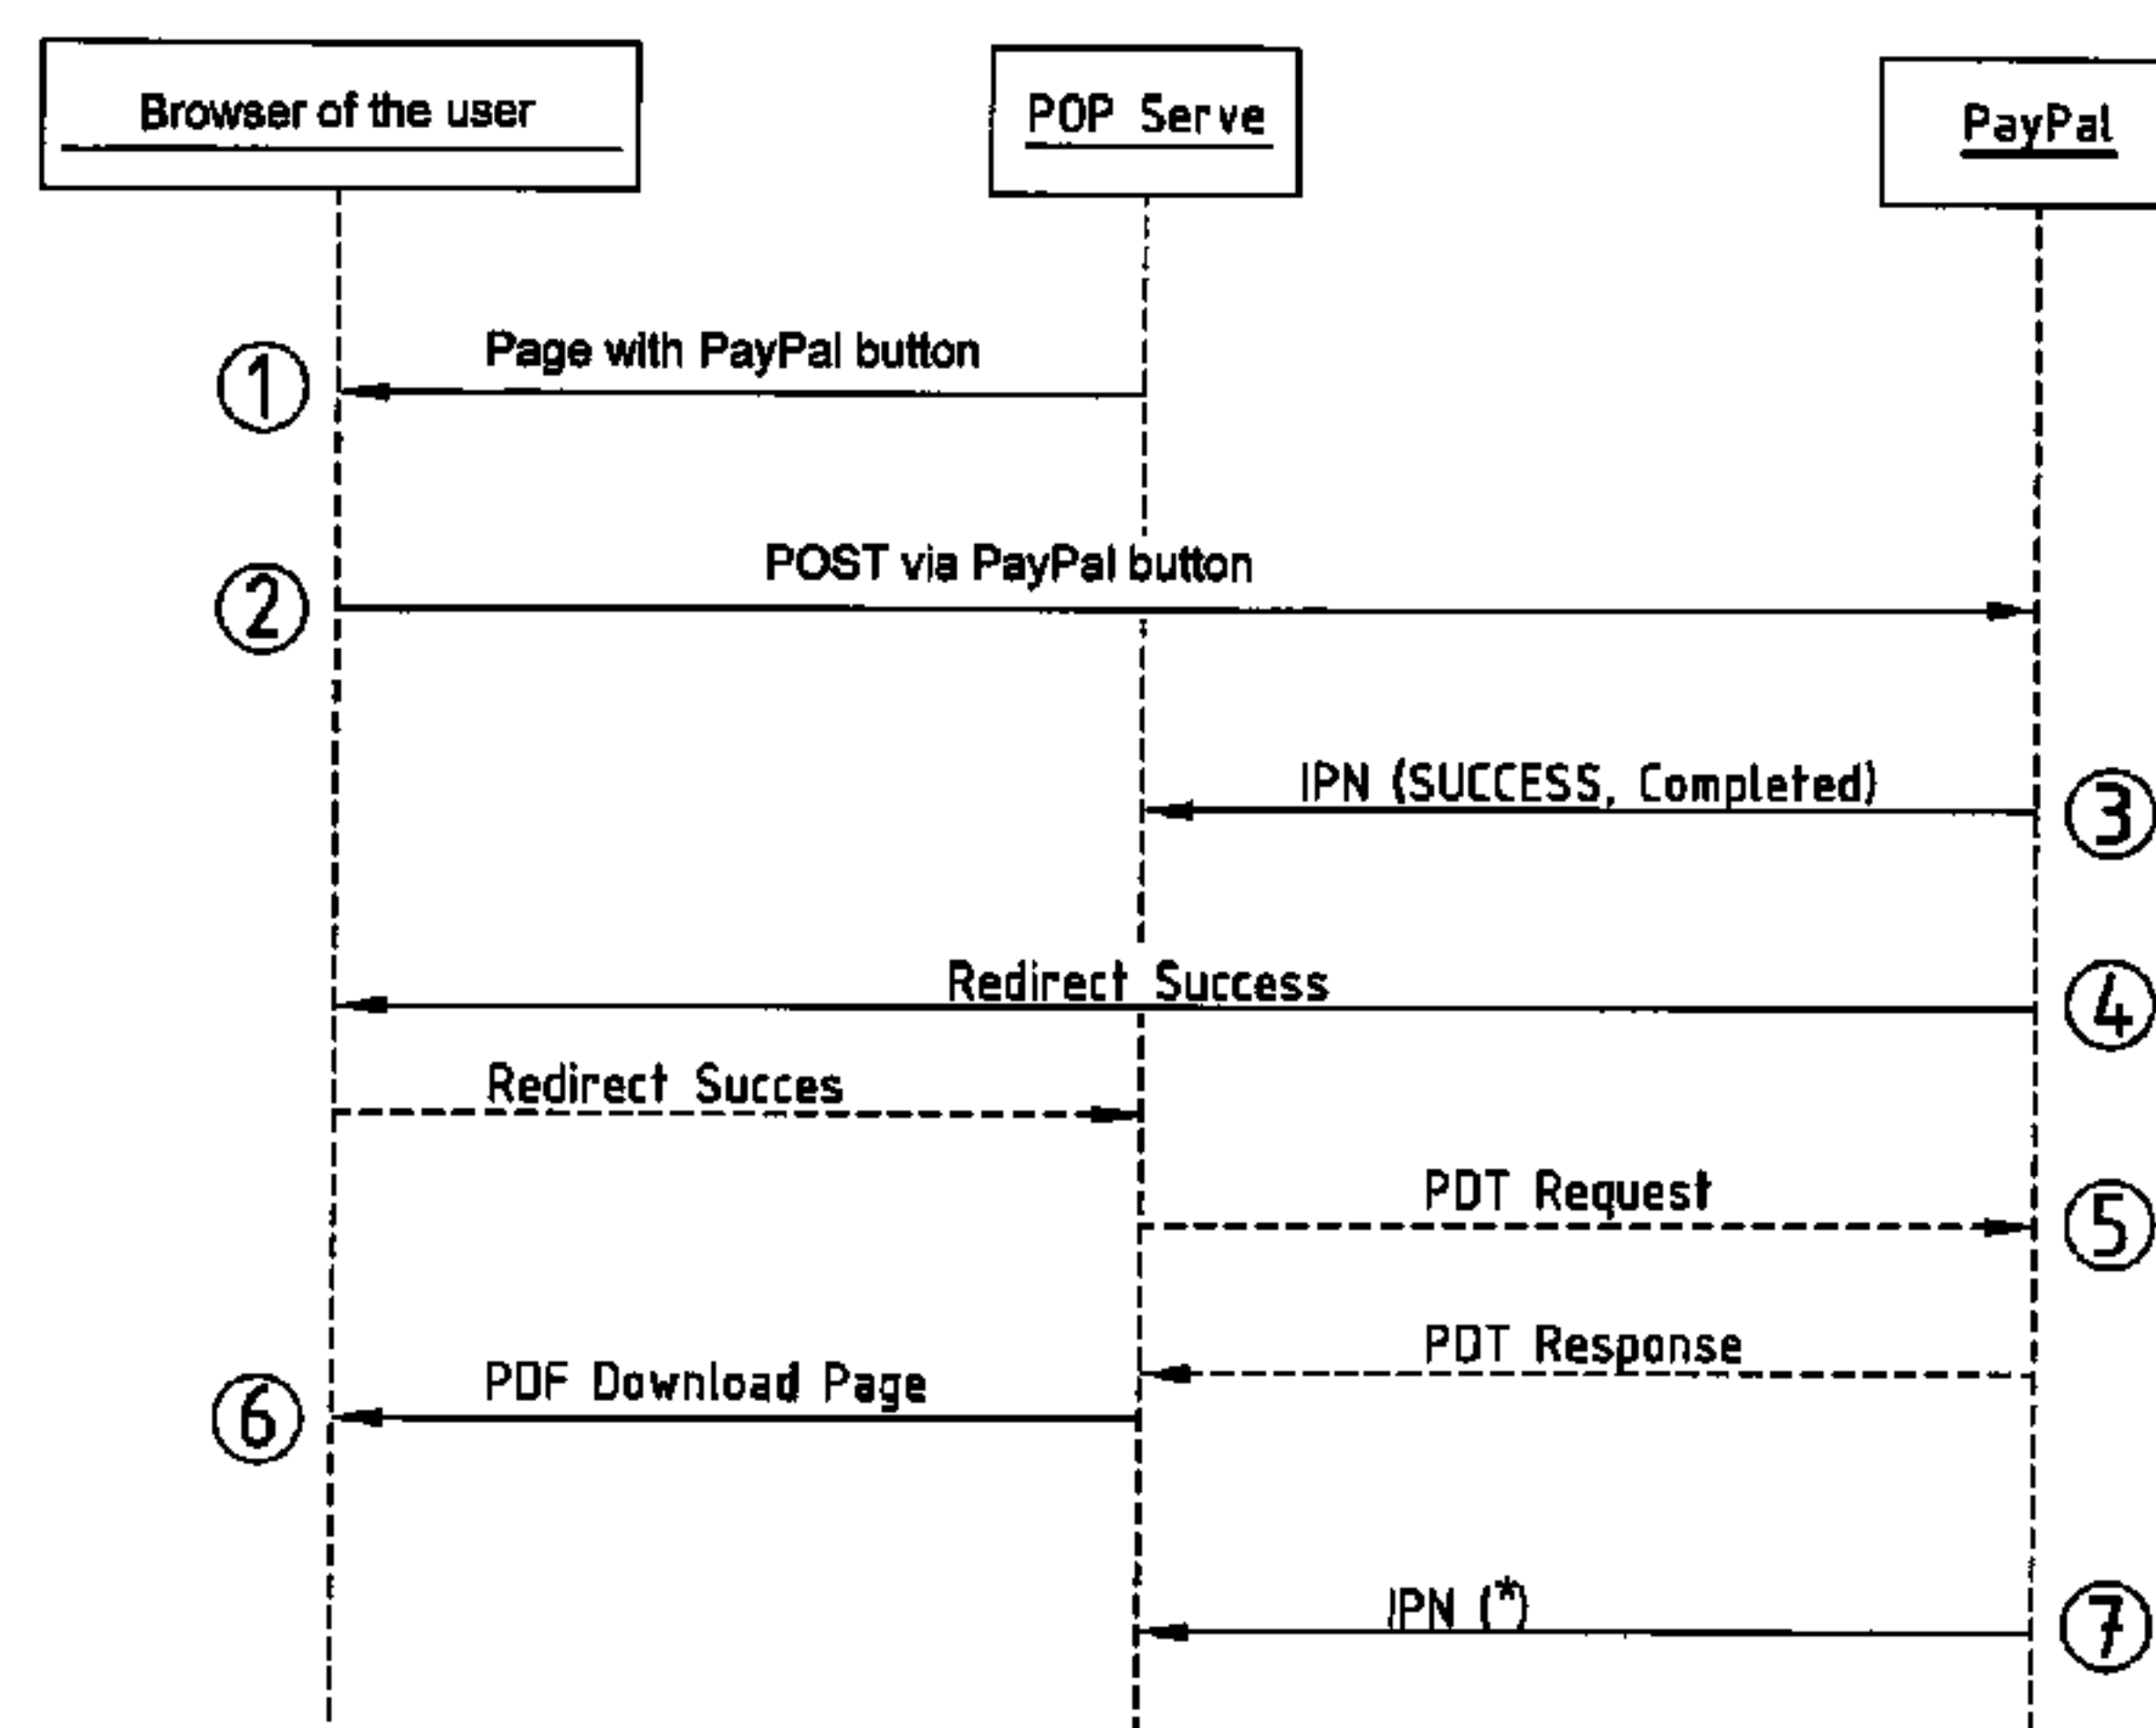 Browser of the user
POP Serve
PayPal
Page with PayPal button
1
POST via PayPal button
2
IPN (SUCCESS, Completed)
3
Redirect Success
4
Redirect Succes
PDT Request
5
PDT Response
PDF Download Page
6
IPN (*)
7